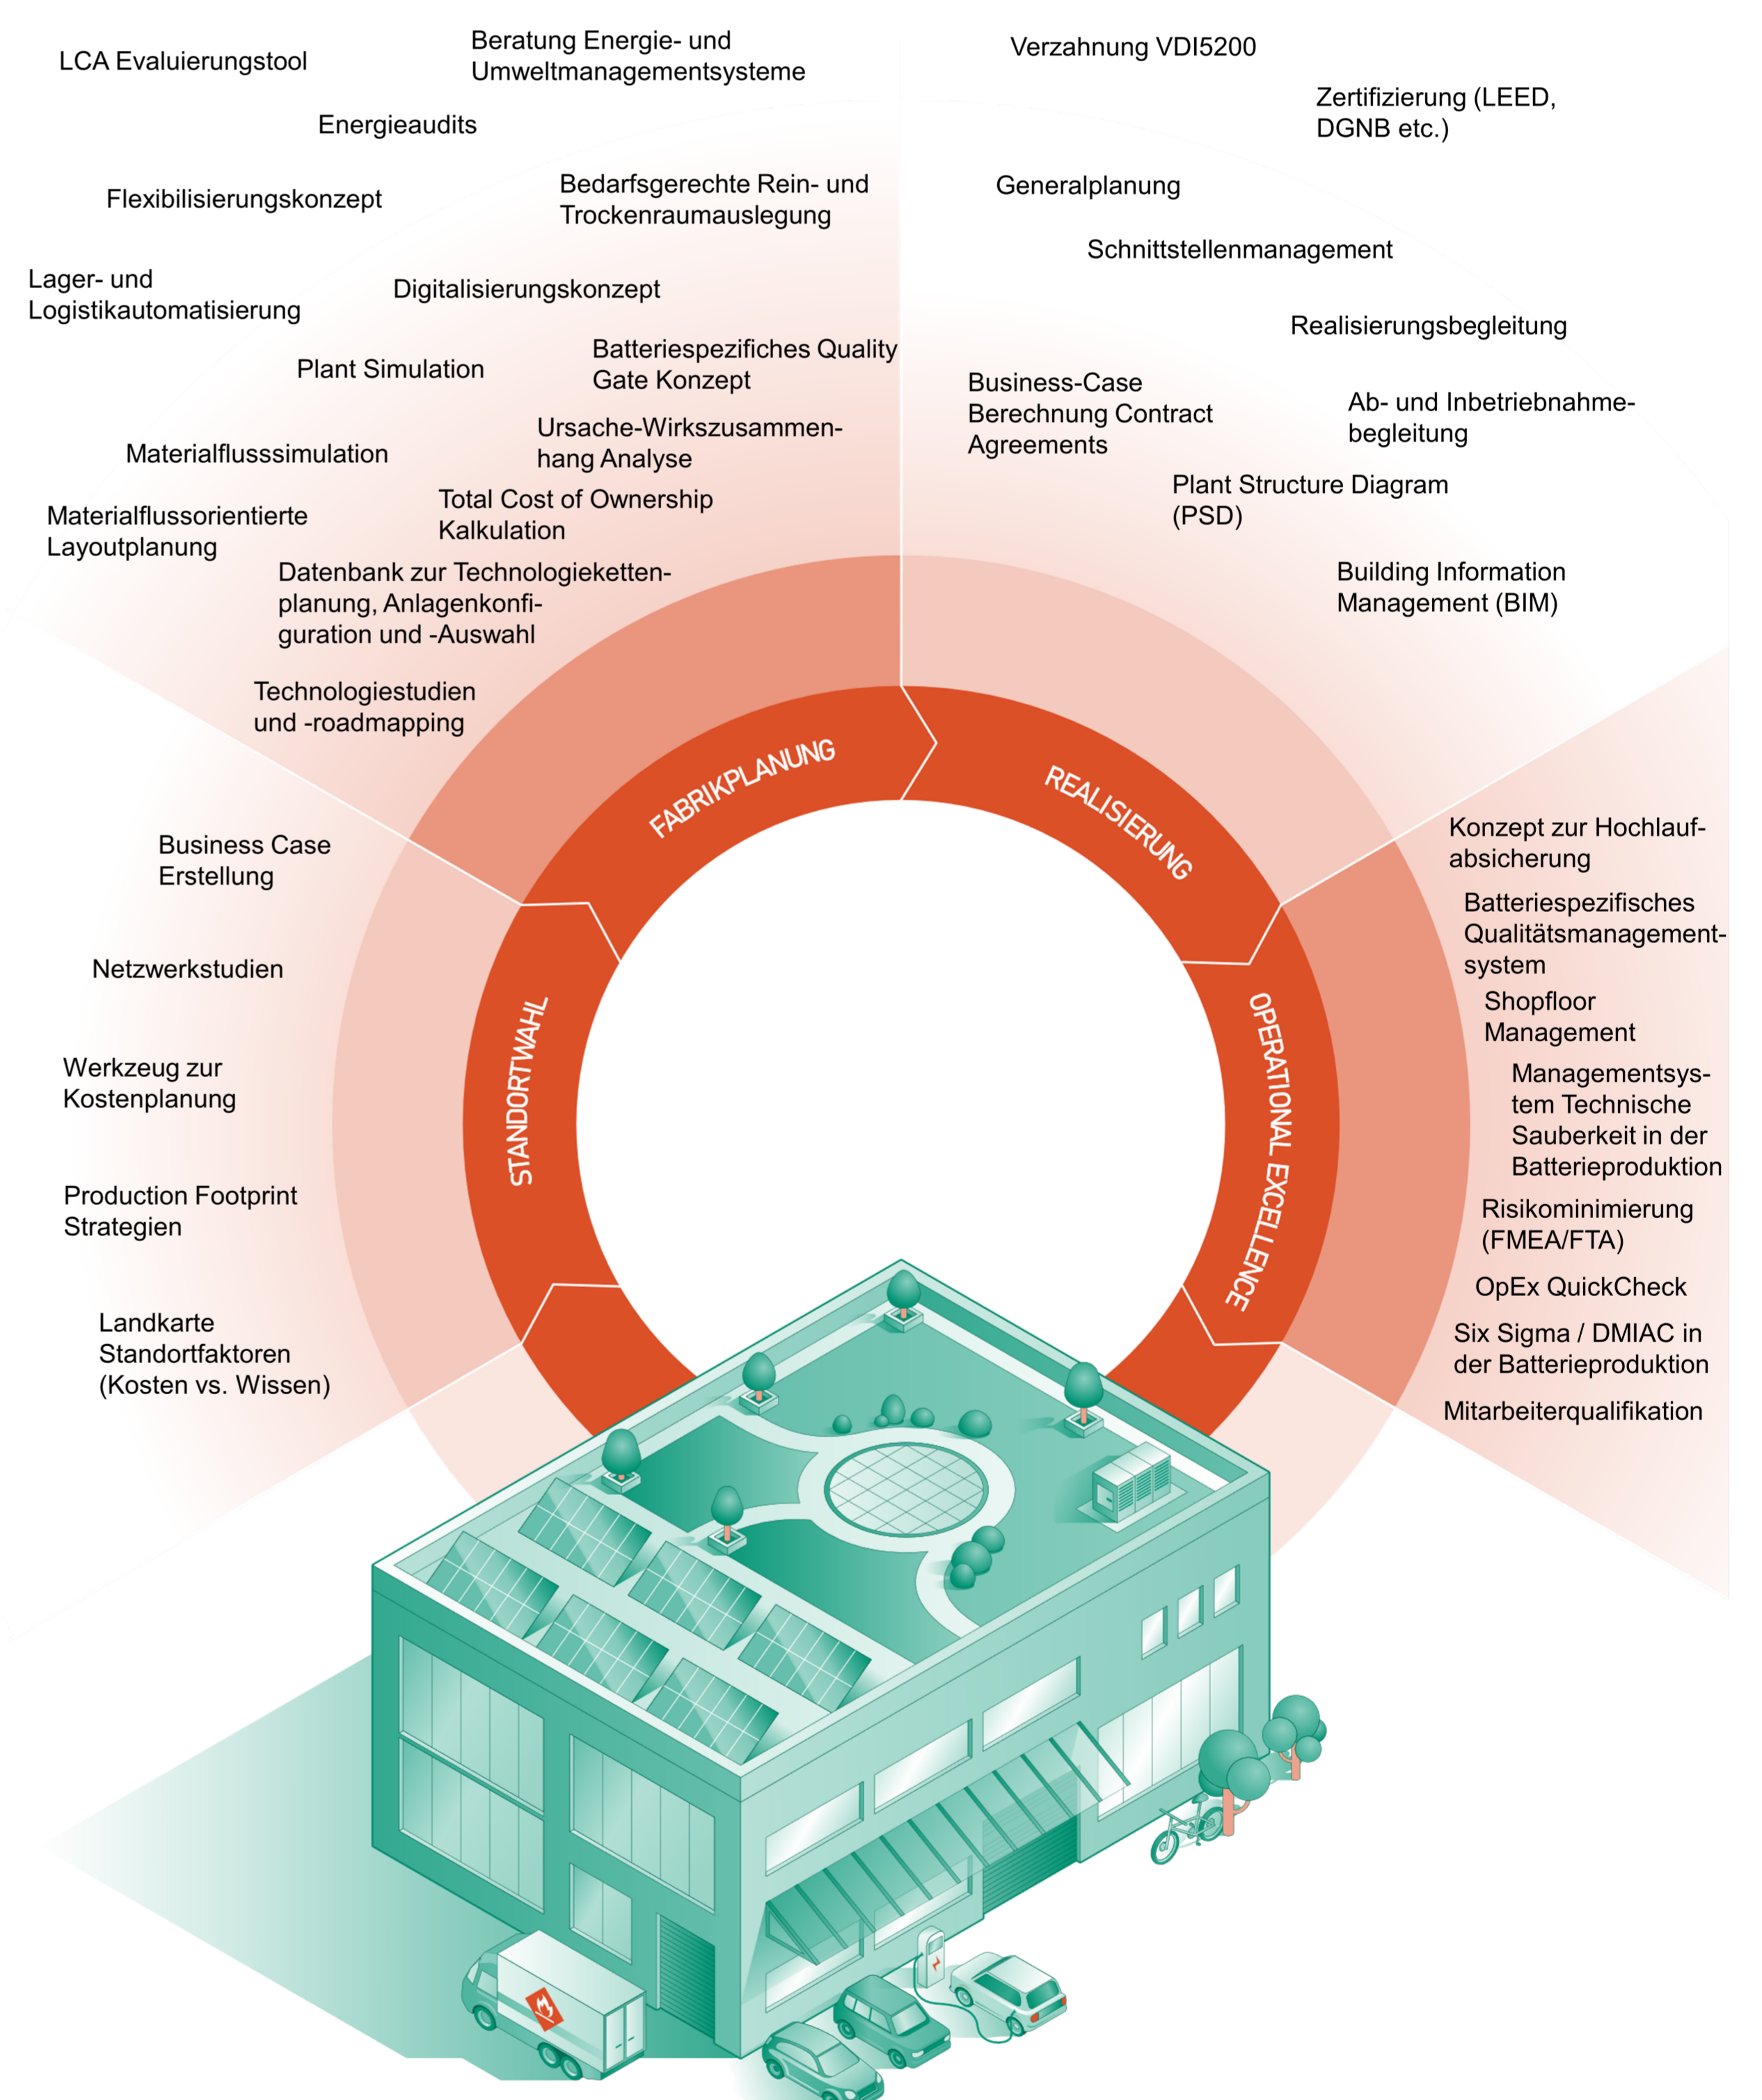 LCA Evaluierungstool
Beratung Energie- und
Umweltmanagementsysteme
Energieaudits
Flexibilisierungskonzept
Bedarfsgerechte Rein- und
Trockenraumauslegung
Lager- und
Logistikautomatisierung
Digitalisierungskonzept
Plant Simulation
Batteriespezifiches Quality
Gate Konzept
Materialflusssimulation
Ursache-Wirkszusammen-
hang Analyse
Materialflussorientierte
Layoutplanung
Total Cost of Ownership
Kalkulation
Datenbank zur Technologieketten-
planung, Anlagenkonfi-
guration und -Auswahl
Technologiestudien
und -roadmapping
Verzahnung VDI5200
Zertifizierung (LEED,
DGNB etc.)
Generalplanung
Schnittstellenmanagement
Realisierungsbegleitung
Business-Case
Berechnung Contract
Agreements
Ab- und Inbetriebnahme-
begleitung
Plant Structure Diagram
(PSD)
Building Information
Management (BIM)
FABRIKPLANUNG
REALISIERUNG
STANDORTWAHL
OPERATIONAL EXCELLENCE
Business Case
Erstellung
Netzwerkstudien
Werkzeug zur
Kostenplanung
Production Footprint
Strategien
Landkarte
Standortfaktoren
(Kosten vs. Wissen)
Konzept zur Hochlauf-
absicherung
Batteriespezifisches
Qualitätsmanagement-
system
Shopfloor
Management
Managementsys-
tem Technische
Sauberkeit in der
Batterieproduktion
Risikominimierung
(FMEA/FTA)
OpEx QuickCheck
Six Sigma / DMIAC in
der Batterieproduktion
Mitarbeiterqualifikation